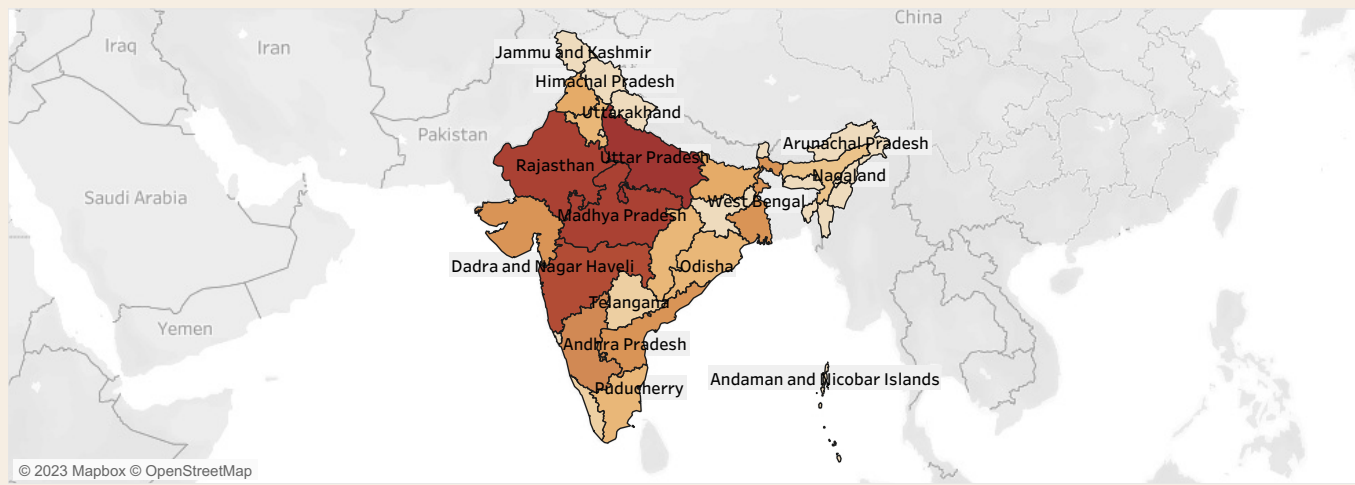 China
Iraq
Iran
Jammu and Kashmir
Himachal Pradesh
Uttarakhand
Pakistan
Arunachal Pradesh
Rajasthan
Uttar Pradesh
Nagaland
Saudi Arabia
West Bengal
Madhya Pradesh
Dadra and Nagar Haveli
Odisha
Telangana
Yemen
Andhra Pradesh
Andaman and Nicobar Islands
Puducherry
© 2023 Mapbox © OpenStreetMap